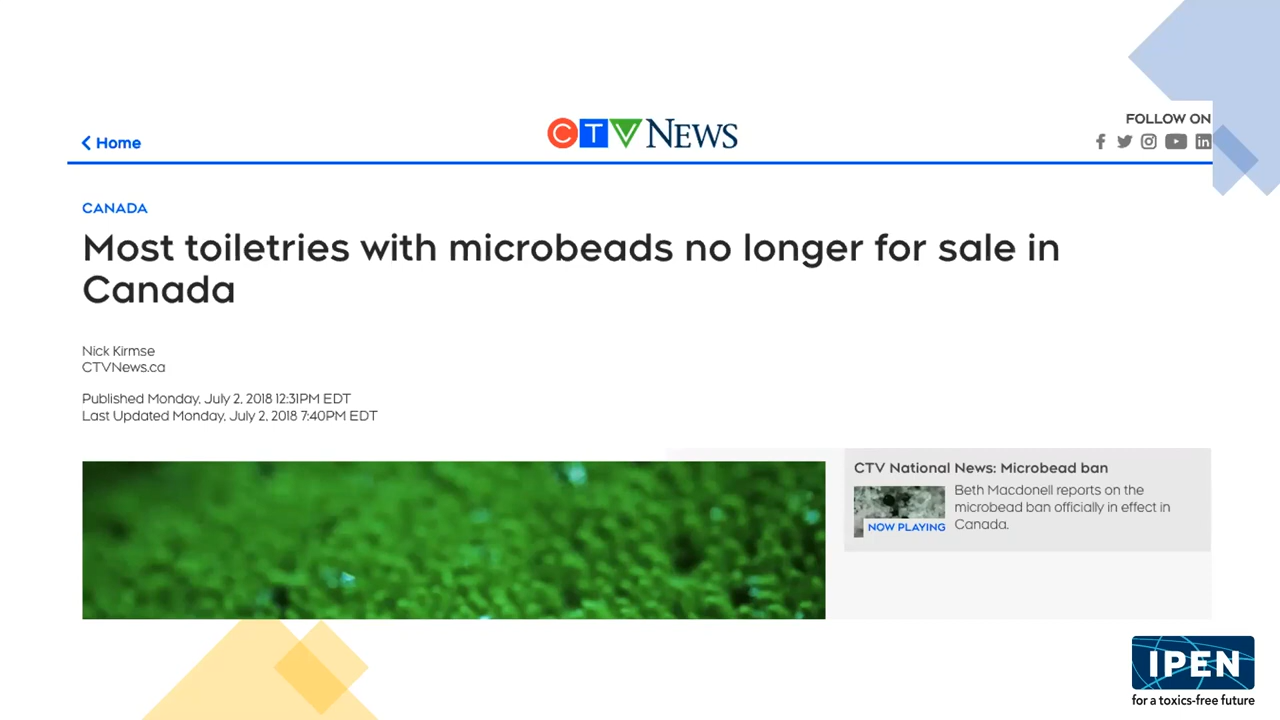 Home
CTV NEWS
FOLLOW ON
CANADA
Most toiletries with microbeads no longer for sale in
Canada
Nick Kirmse
CTVNews.ca
Published Monday, July 2, 2018 12:31PM EDT
Last Updated Monday, July 2, 2018 7:40PM EDT
CTV National News: Microbead ban
Beth Macdonell reports on the
microbead ban officially in effect in
Canada.
NOW PLAYING
IPEN
for a toxics-free future